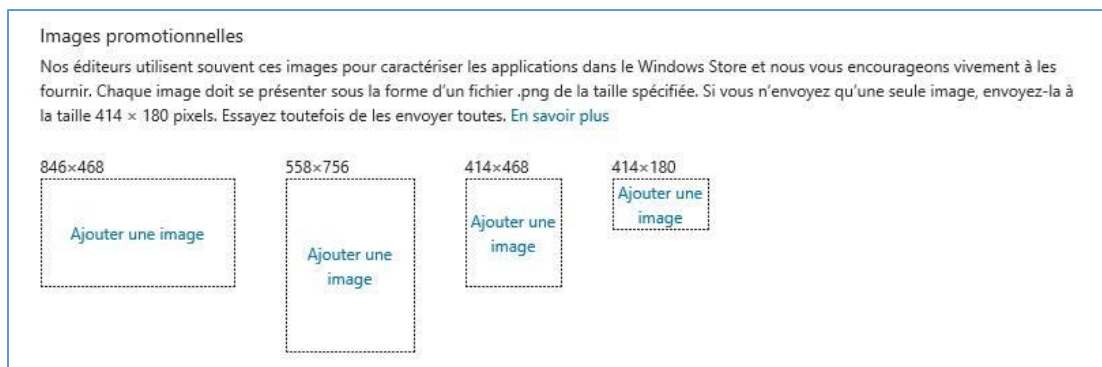 Images promotionnelles
Nos éditeurs utilisent souvent ces images pour caractériser les applications dans le Windows Store et nous vous encourageons vivement à les
fournir. Chaque image doit se présenter sous la forme d’un fichier .png de la taille spécifiée. Si vous n’envoyez qu’une seule image, envoyez-la à
la taille 414 × 180 pixels. Essayez toutefois de les envoyer toutes. En savoir plus
846×468
558×756
414×468
414×180
Ajouter une image
Ajouter une
image
Ajouter une
image
Ajouter une
image